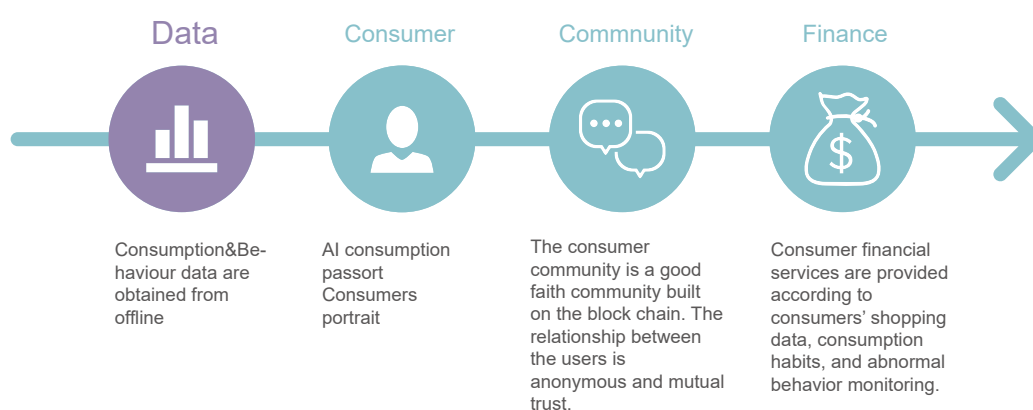 Data
Consumer
Commnunity
Finance
$
Consumption&Be-
haviour data are
obtained from
offline
AI consumption
passort
Consumers
portrait
The consumer
community is a good
faith community built
on the block chain. The
relationship between
the users is
anonymous and mutual
trust.
Consumer financial
services are provided
according to
consumers’ shopping
data, consumption
habits, and abnormal
behavior monitoring.